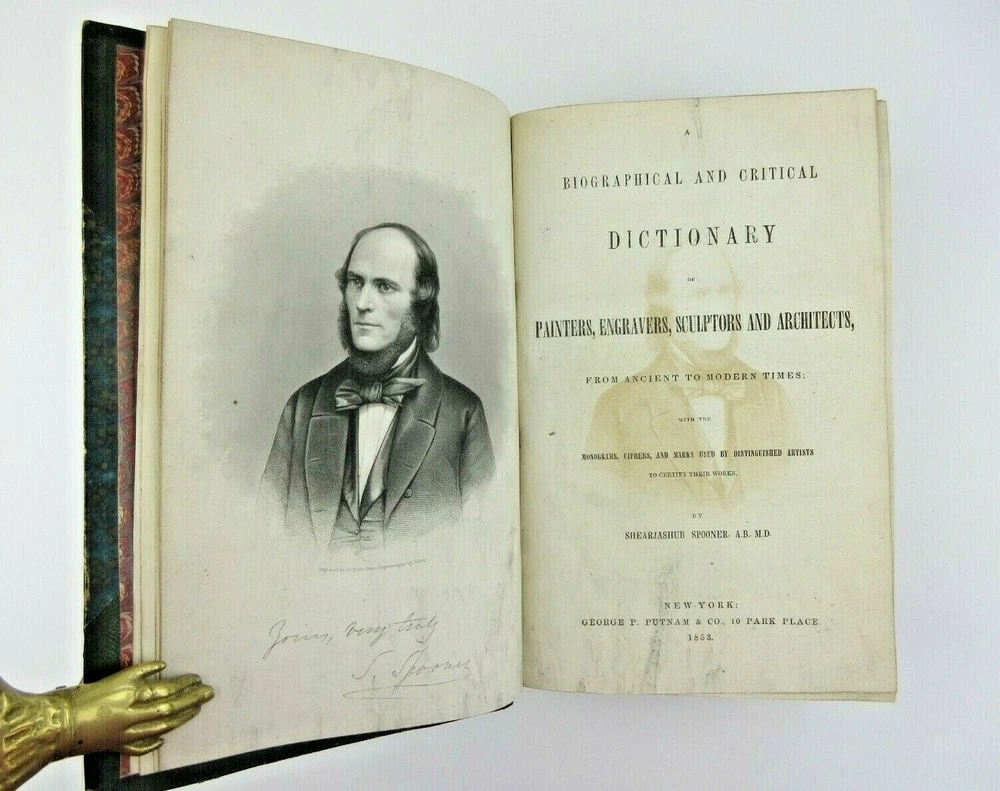 Yours, very truly
S. Spooner
A
BIOGRAPHICAL AND CRITICAL
DICTIONARY
OF
PAINTERS, ENGRAVERS, SCULPTORS AND ARCHITECTS,
FROM ANCIENT TO MODERN TIMES:
WITH THE
MONOGRAMS, CIPHERS, AND MARKS USED BY DISTINGUISHED ARTISTS
TO CERTIFY THEIR WORKS.
BY
SHEARJASHUB SPOONER, A.B. M.D.
NEW-YORK:
GEORGE P. PUTNAM & CO., 10 PARK PLACE.
1853.